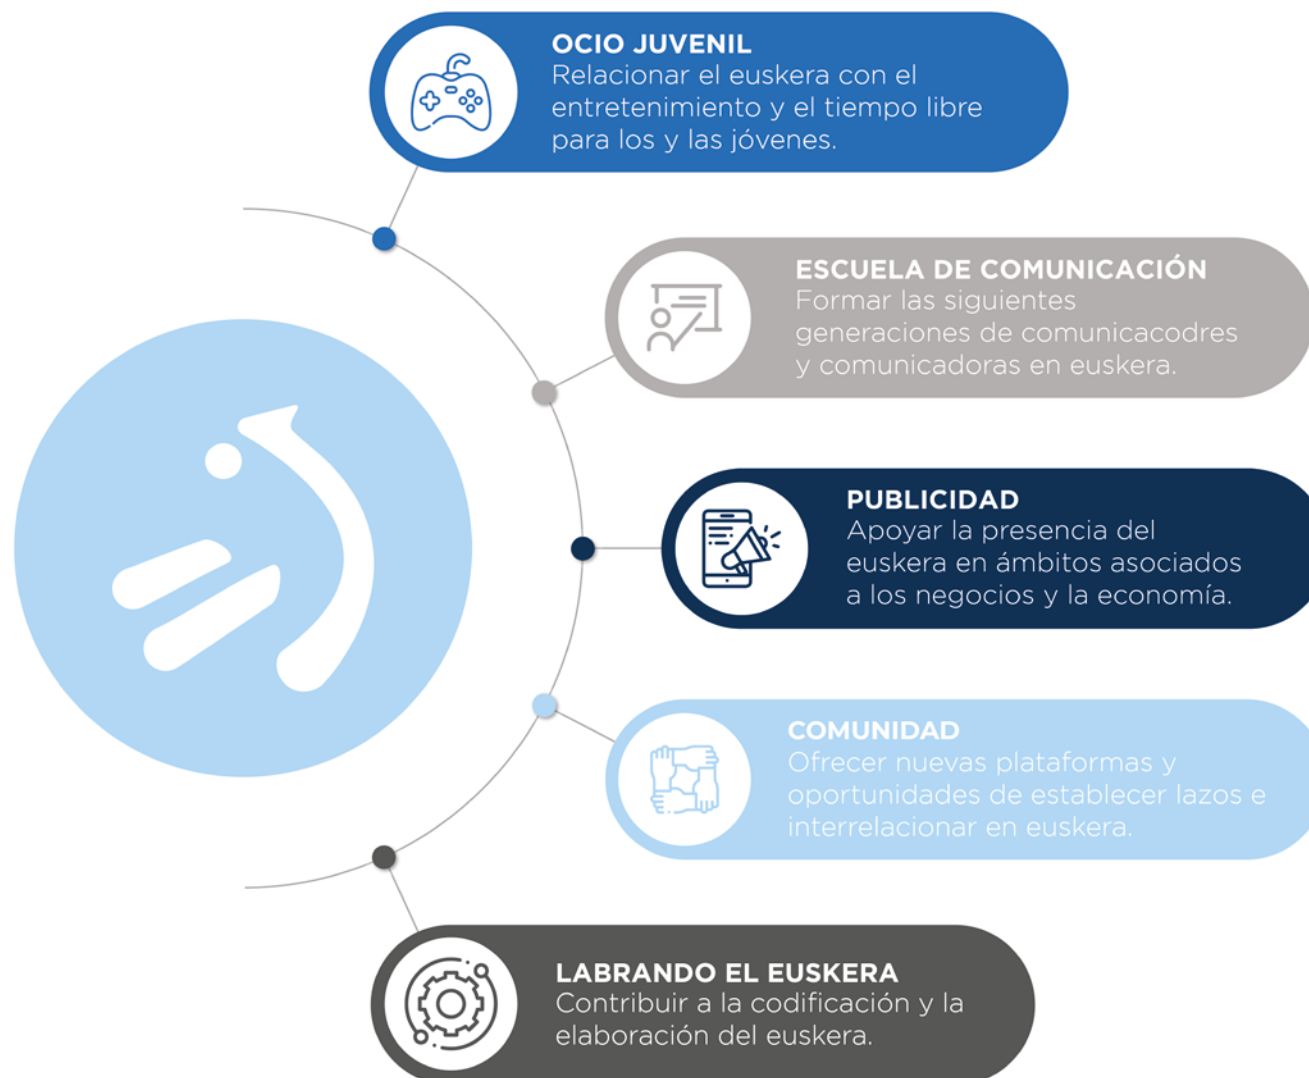 OCIO JUVENIL
Relacionar el euskera con el
entretenimiento y el tiempo libre
para los y las jóvenes.
ESCUELA DE COMUNICACIÓN
Formar las siguientes
generaciones de comunicacodres
y comunicadoras en euskera.
PUBLICIDAD
Apoyar la presencia del
euskera en ámbitos asociados
a los negocios y la economía.
COMUNIDAD
Ofrecer nuevas plataformas y
oportunidades de establecer lazos e
interrelacionar en euskera.
LABRANDO EL EUSKERA
Contribuir a la codificación y la
elaboración del euskera.